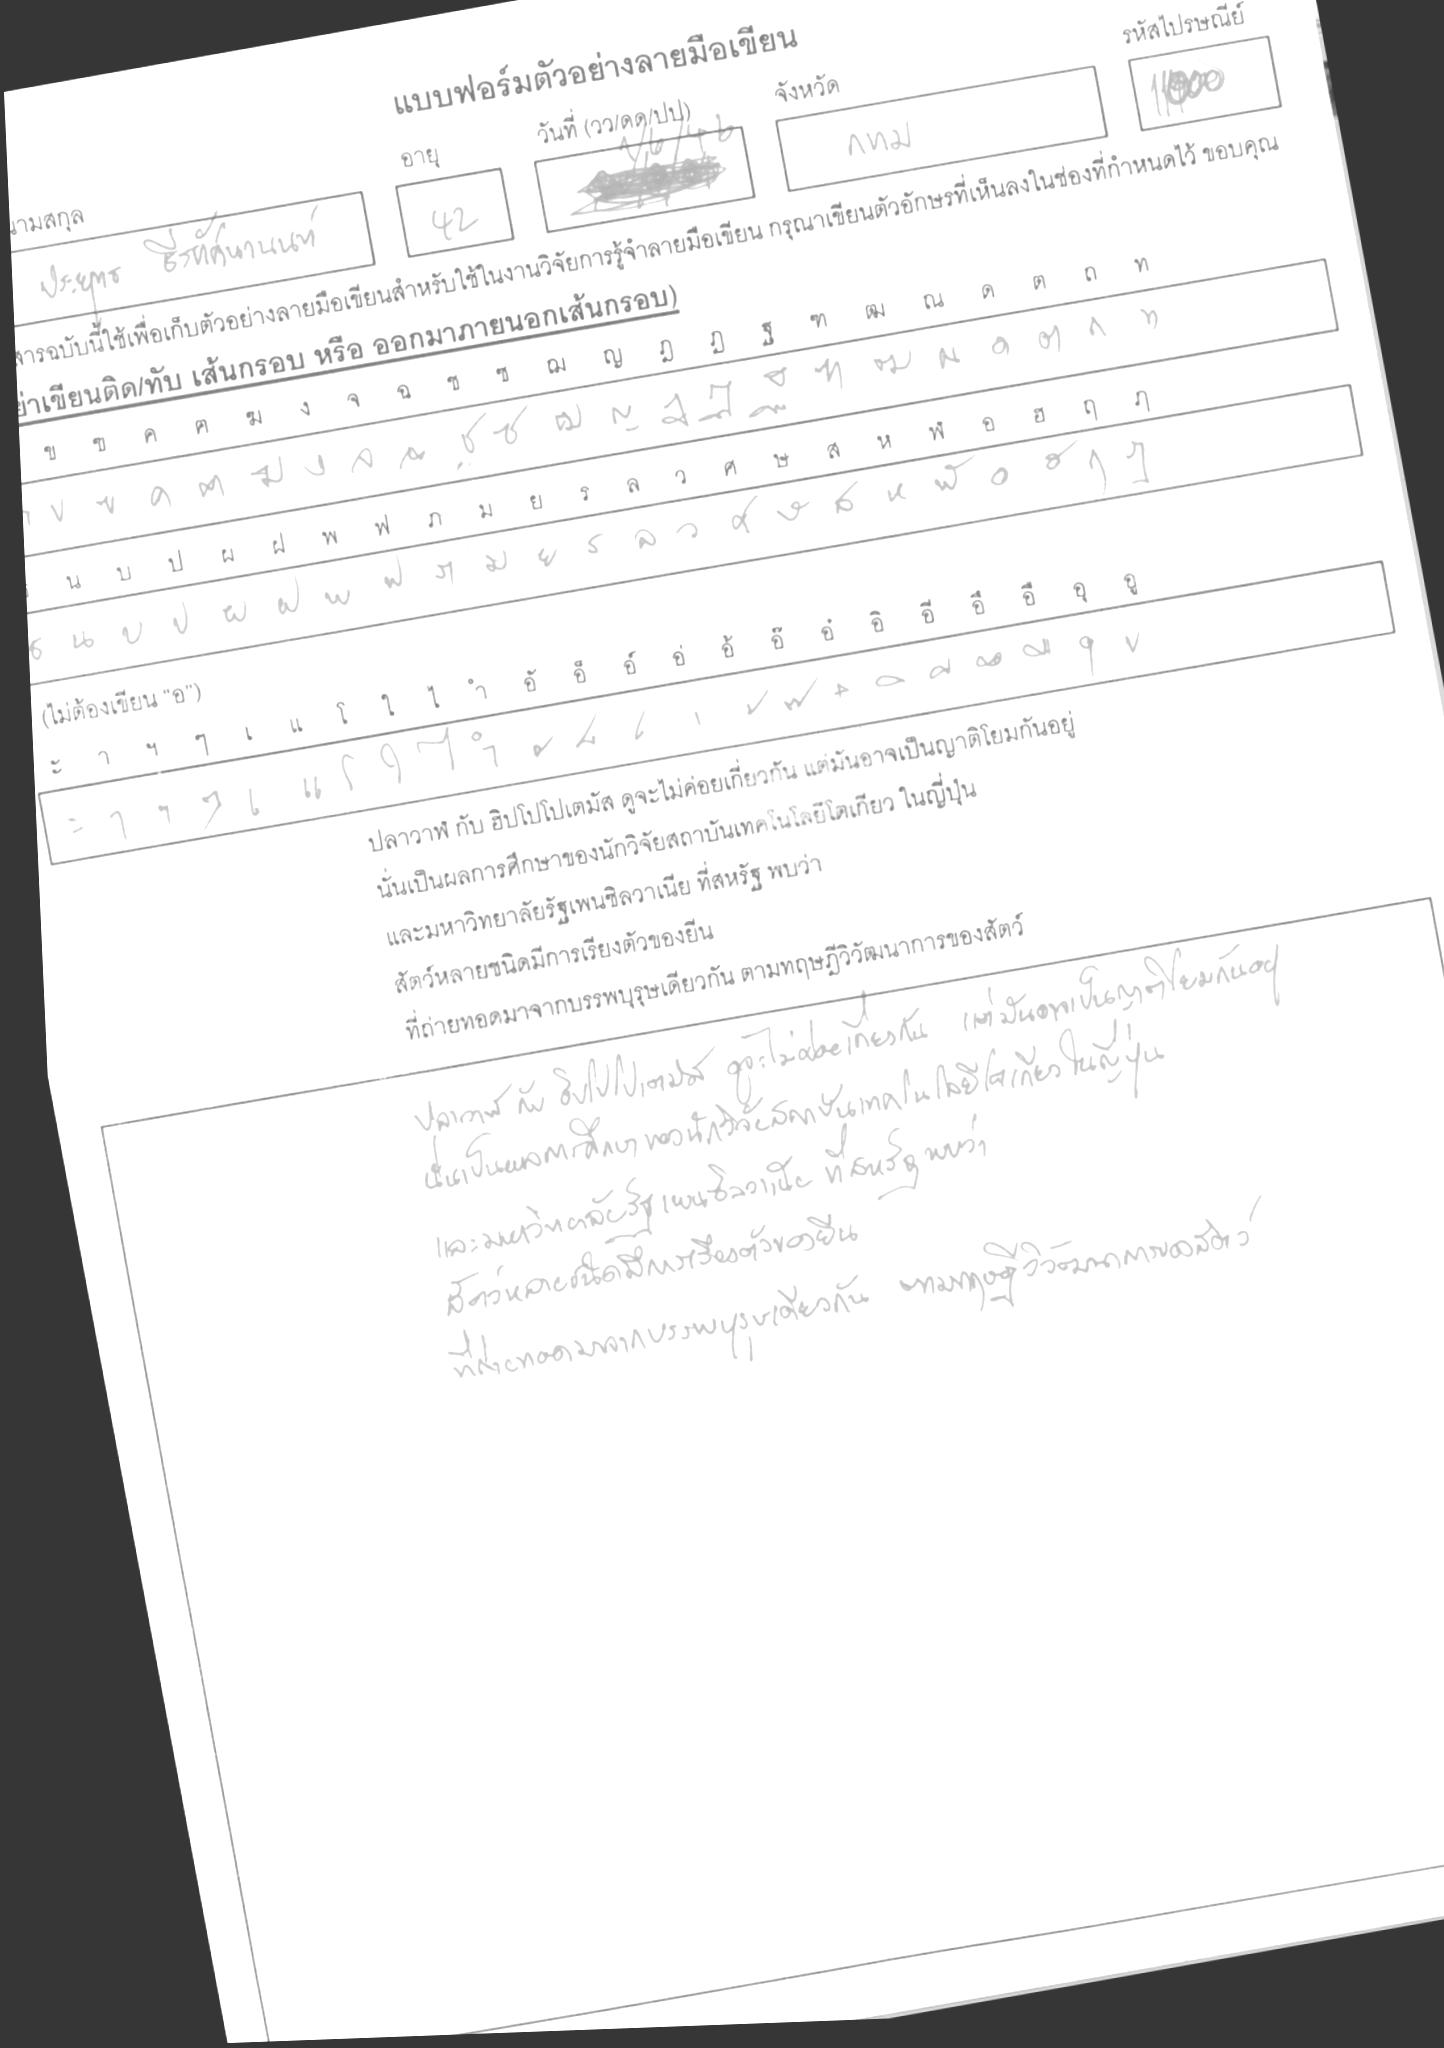 แบบฟอร์มตัวอย่างลายมือเขียน
นามสกุล อายุ วันที่ (วว/ดด/ปป) จังหวัด รหัสไปรษณีย์
ประยุทธ 42 กทม
สารฉบับนี้ใช้เพื่อเก็บตัวอย่างลายมือเขียนสำหรับใช้ในงานวิจัยการรู้จำลายมือเขียน กรุณาเขียนตัวอักษรที่เห็นลงในช่องที่กำหนดไว้ ขอบคุณ
ย่าเขียนติด/ทับ เส้นกรอบ หรือ ออกมาภายนอกเส้นกรอบ)
ข ฃ ค ฅ ฆ ง จ ฉ ช ซ ฌ ญ ฎ ฏ ฐ ฑ ฒ ณ ด ต ถ ท
ก ข ฃ ค ฅ ฆ ง จ ฉ ช ซ ฌ ญ ฎ ฏ ฐ ฑ ฒ ณ ด ต ถ ท
น บ ป ผ ฝ พ ฟ ภ ม ย ร ล ว ศ ษ ส ห ฬ อ ฮ ฤ ฦ
ธ น บ ป ผ ฝ พ ฟ ภ ม ย ร ล ว ศ ษ ส ห ฬ อ ฮ ฤ ฦ
(ไม่ต้องเขียน "อ")
ะ า ฯ ๆ เ แ โ ใ ไ ำ อั อ็ อ์ อ่ อ้ อ๊ อ๋ อิ อี อึ อื อุ อู
ะ า ฯ ๆ เ แ โ ใ ไ ำ
ปลาวาฬ กับ ฮิปโปโปเตมัส ดูจะไม่ค่อยเกี่ยวกัน แต่มันอาจเป็นญาติโยมกันอยู่
นั่นเป็นผลการศึกษาของนักวิจัยสถาบันเทคโนโลยีโตเกียว ในญี่ปุ่น
และมหาวิทยาลัยรัฐเพนซิลวาเนีย ที่สหรัฐ พบว่า
สัตว์หลายชนิดมีการเรียงตัวของยีน
ที่ถ่ายทอดมาจากบรรพบุรุษเดียวกัน ตามทฤษฎีวิวัฒนาการของสัตว์
ปลาวาฬ กับ ฮิปโปโปเตมัส ดูจะไม่ค่อยเกี่ยวกัน แต่มันอาจเป็นญาติโยมกันอยู่
นั่นเป็นผลการศึกษาของนักวิจัยสถาบันเทคโนโลยีโตเกียว ในญี่ปุ่น
และมหาวิทยาลัยรัฐเพนซิลวาเนีย ที่สหรัฐ พบว่า
สัตว์หลายชนิดมีการเรียงตัวของยีน
ที่ถ่ายทอดมาจากบรรพบุรุษเดียวกัน ตามทฤษฎีวิวัฒนาการของสัตว์